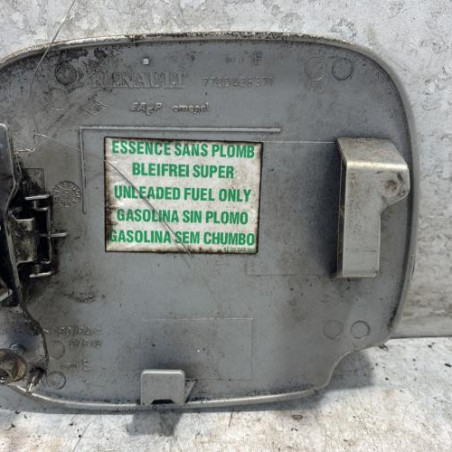 RENAULT
ESSENCE SANS PLOMB
BLEIFREI SUPER
UNLEADED FUEL ONLY
GASOLINA SIN PLOMO
GASOLINA SEM CHUMBO